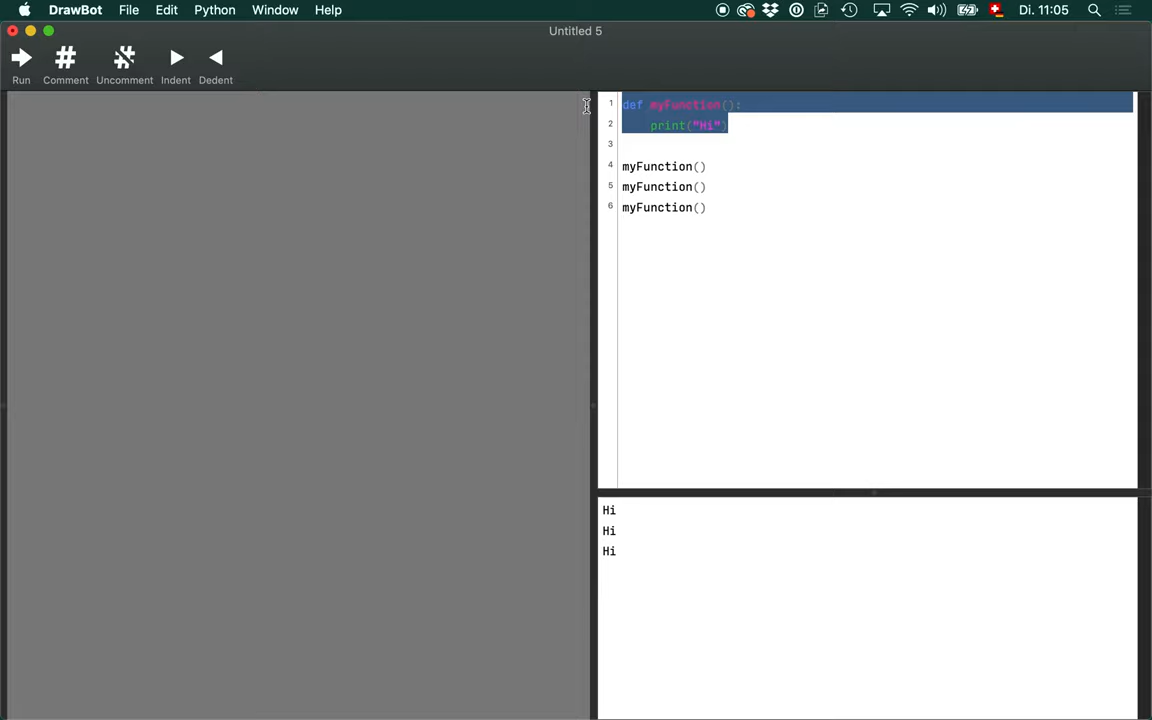 DrawBot File Edit Python Window Help Di. 11:05
Untitled 5
Run Comment Uncomment Indent Dedent
1 def myFunction():
2 print("Hi")
3
4 myFunction()
5 myFunction()
6 myFunction()
Hi
Hi
Hi